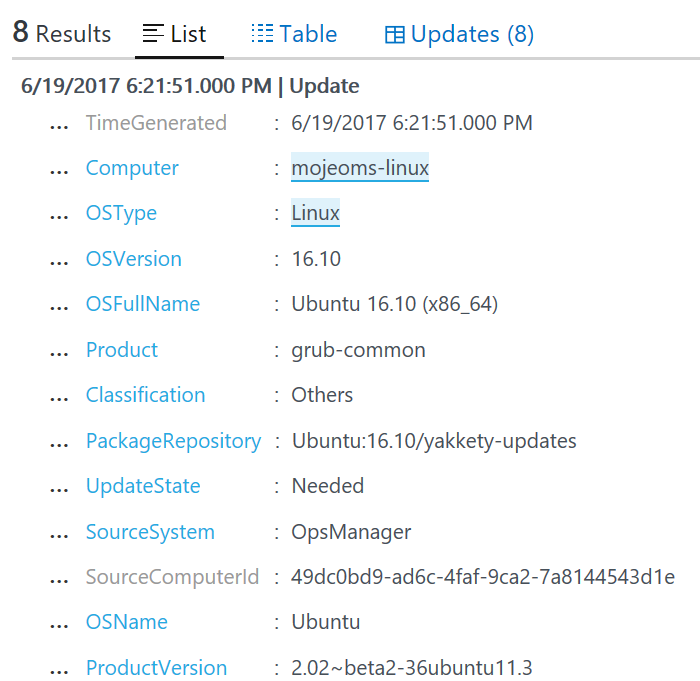 8 Results List Table Updates (8)
6/19/2017 6:21:51.000 PM | Update
... TimeGenerated : 6/19/2017 6:21:51.000 PM
... Computer : mojeoms-linux
... OSType : Linux
... OSVersion : 16.10
... OSFullName : Ubuntu 16.10 (x86_64)
... Product : grub-common
... Classification : Others
... PackageRepository : Ubuntu:16.10/yakkety-updates
... UpdateState : Needed
... SourceSystem : OpsManager
... SourceComputerId : 49dc0bd9-ad6c-4faf-9ca2-7a8144543d1e
... OSName : Ubuntu
... ProductVersion : 2.02~beta2-36ubuntu11.3